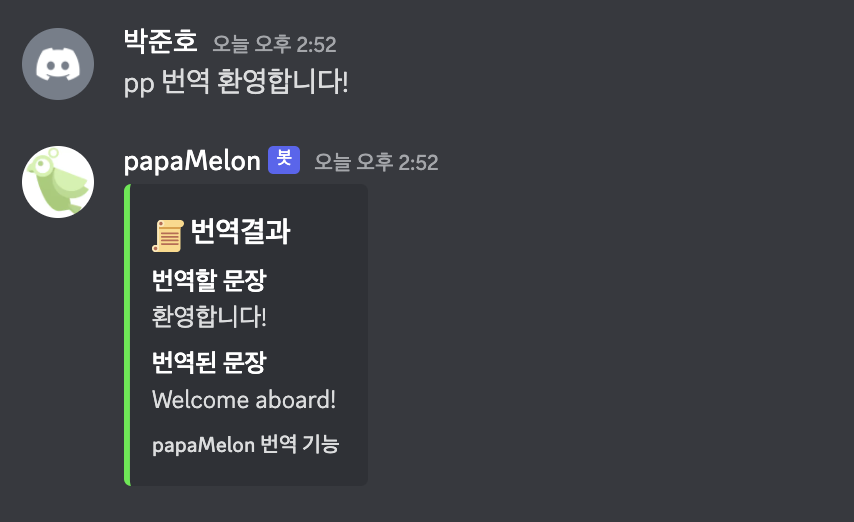 박준호 오늘 오후 2:52
pp 번역 환영합니다!
papaMelon 봇 오늘 오후 2:52
번역결과
번역할 문장
환영합니다!
번역된 문장
Welcome aboard!
papaMelon 번역 기능